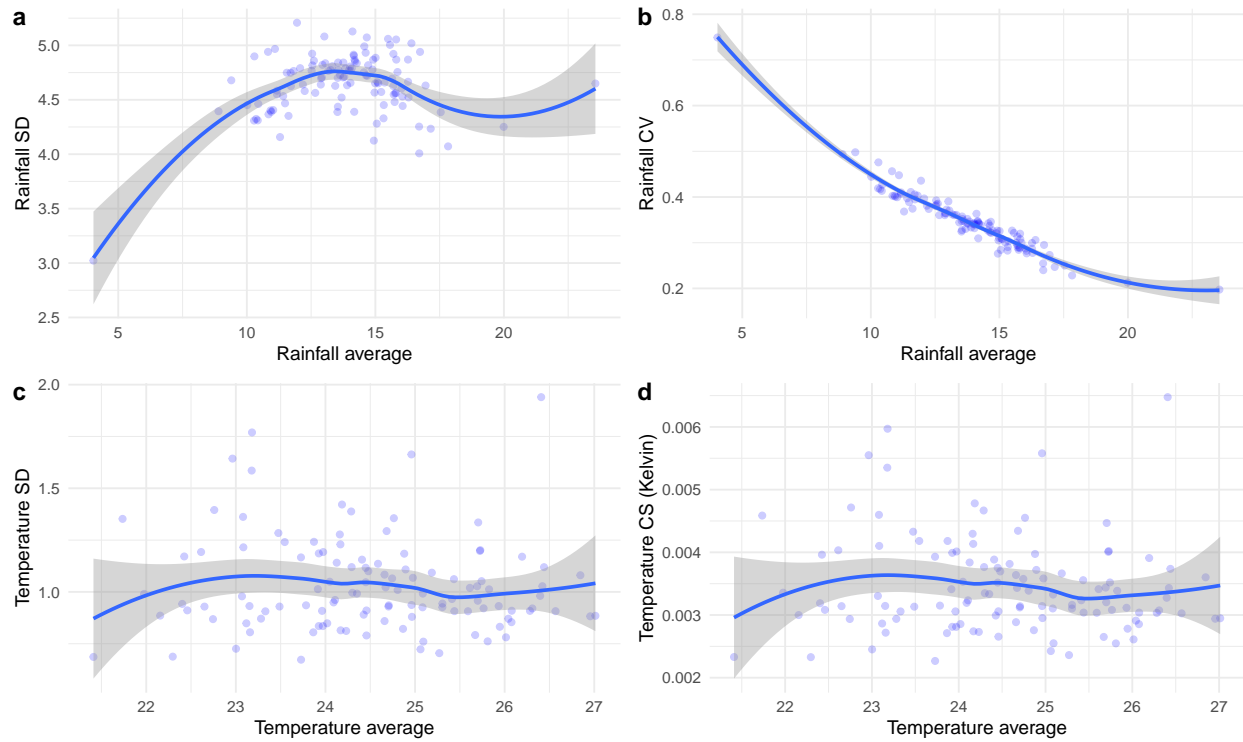 a
5.0
4.5
4.0
3.5
3.0
2.5
Rainfall SD
5 10 15 20
Rainfall average
b
0.8
0.6
0.4
0.2
Rainfall CV
5 10 15 20
Rainfall average
c
2.0
1.5
1.0
Temperature SD
22 23 24 25 26 27
Temperature average
d
0.006
0.005
0.004
0.003
0.002
Temperature CS (Kelvin)
22 23 24 25 26 27
Temperature average